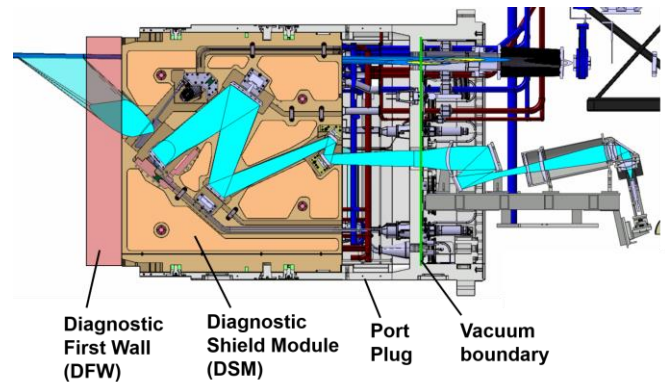 Diagnostic
First Wall
(DFW)
Diagnostic
Shield Module
(DSM)
Port
Plug
Vacuum
boundary